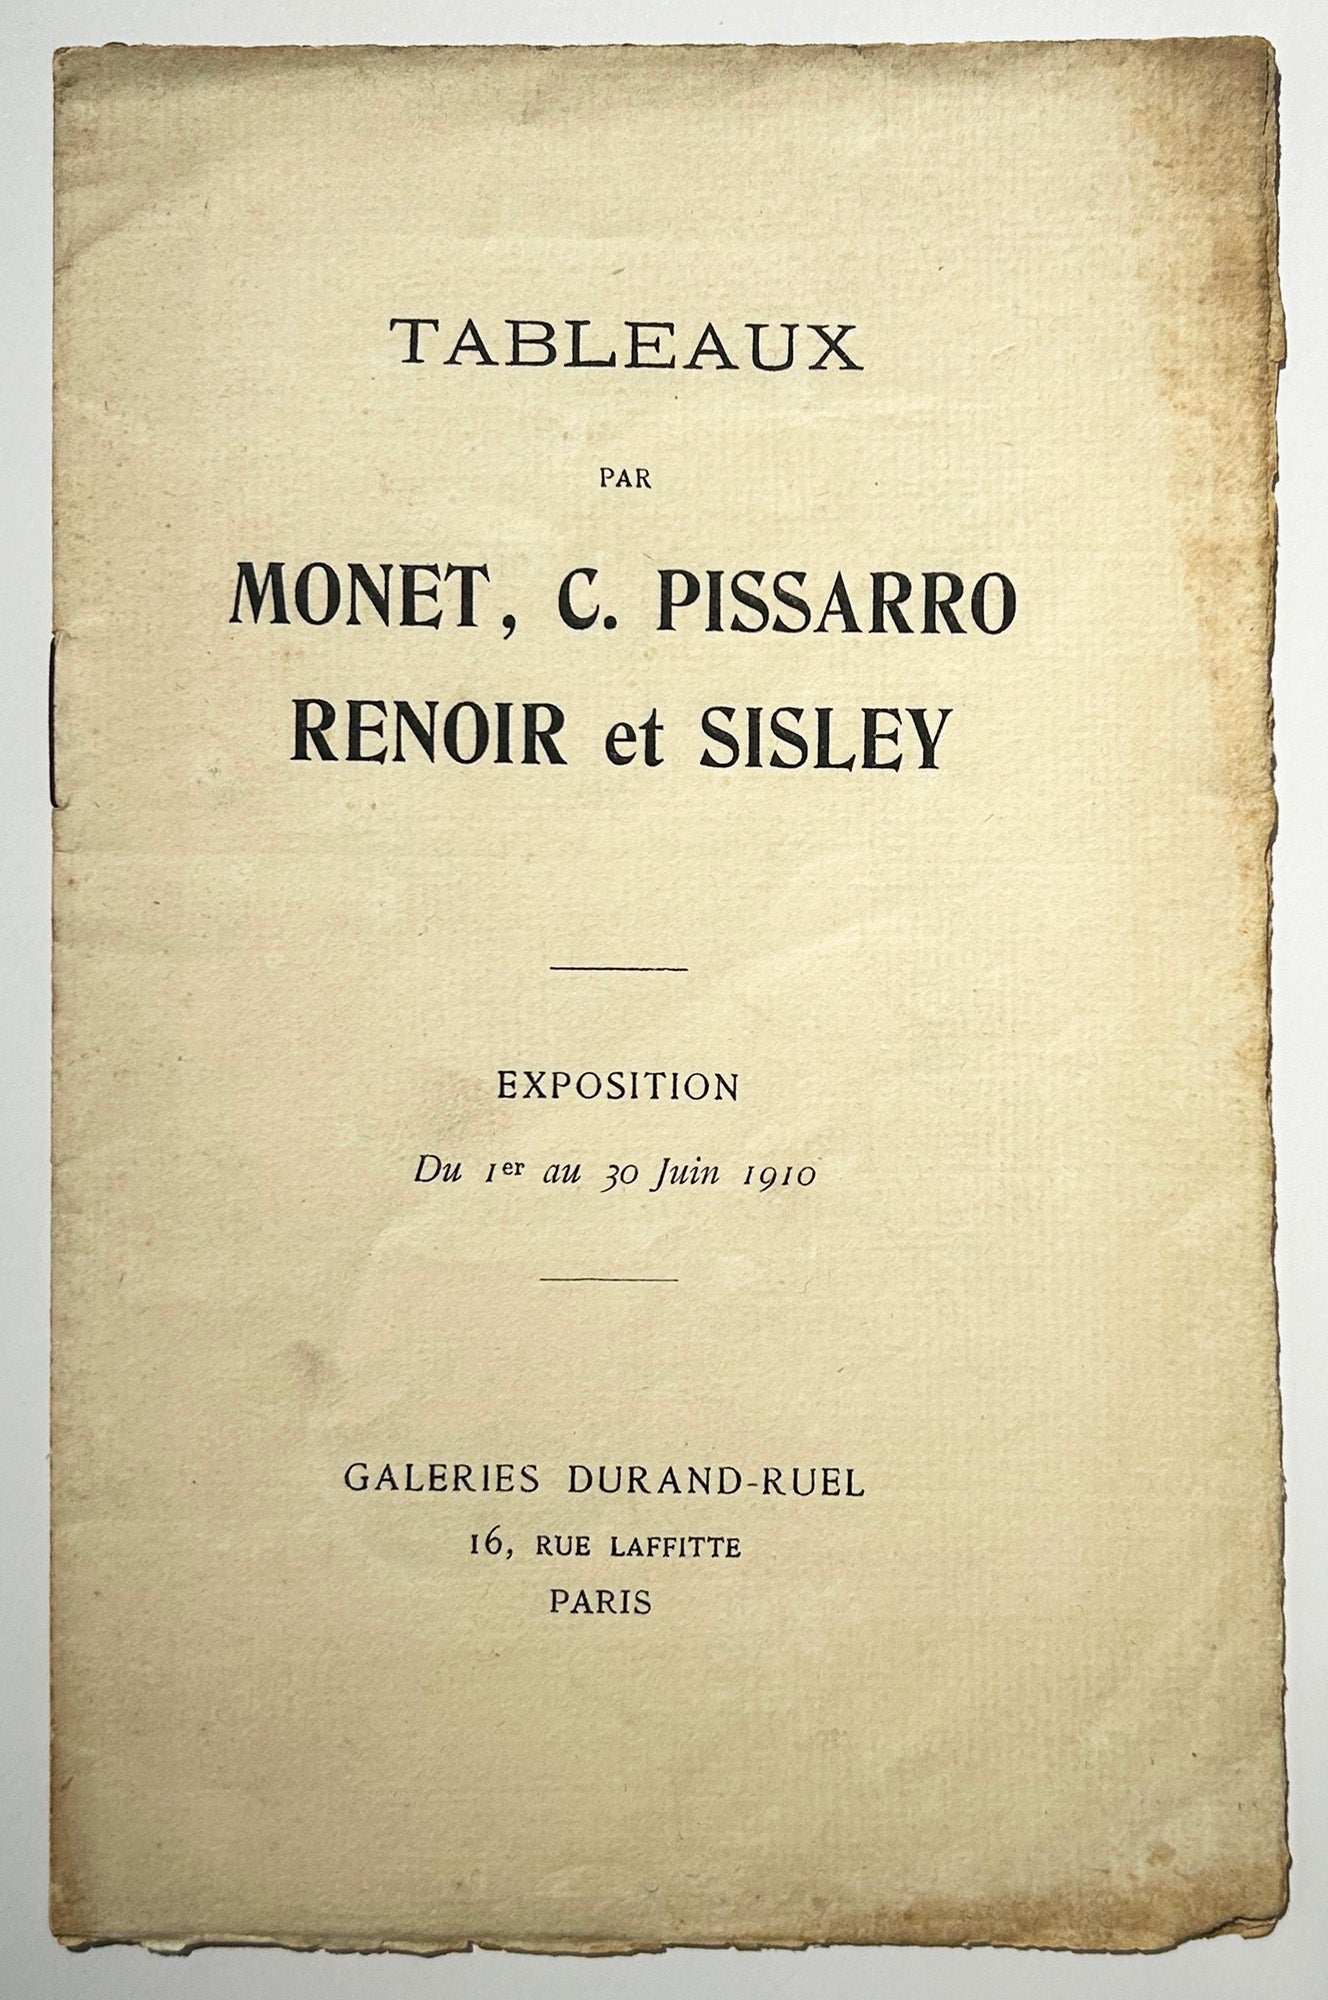 TABLEAUX
PAR
MONET, C. PISSARRO
RENOIR et SISLEY
EXPOSITION
Du 1er au 30 Juin 1910
GALERIES DURAND-RUEL
16, RUE LAFFITTE
PARIS